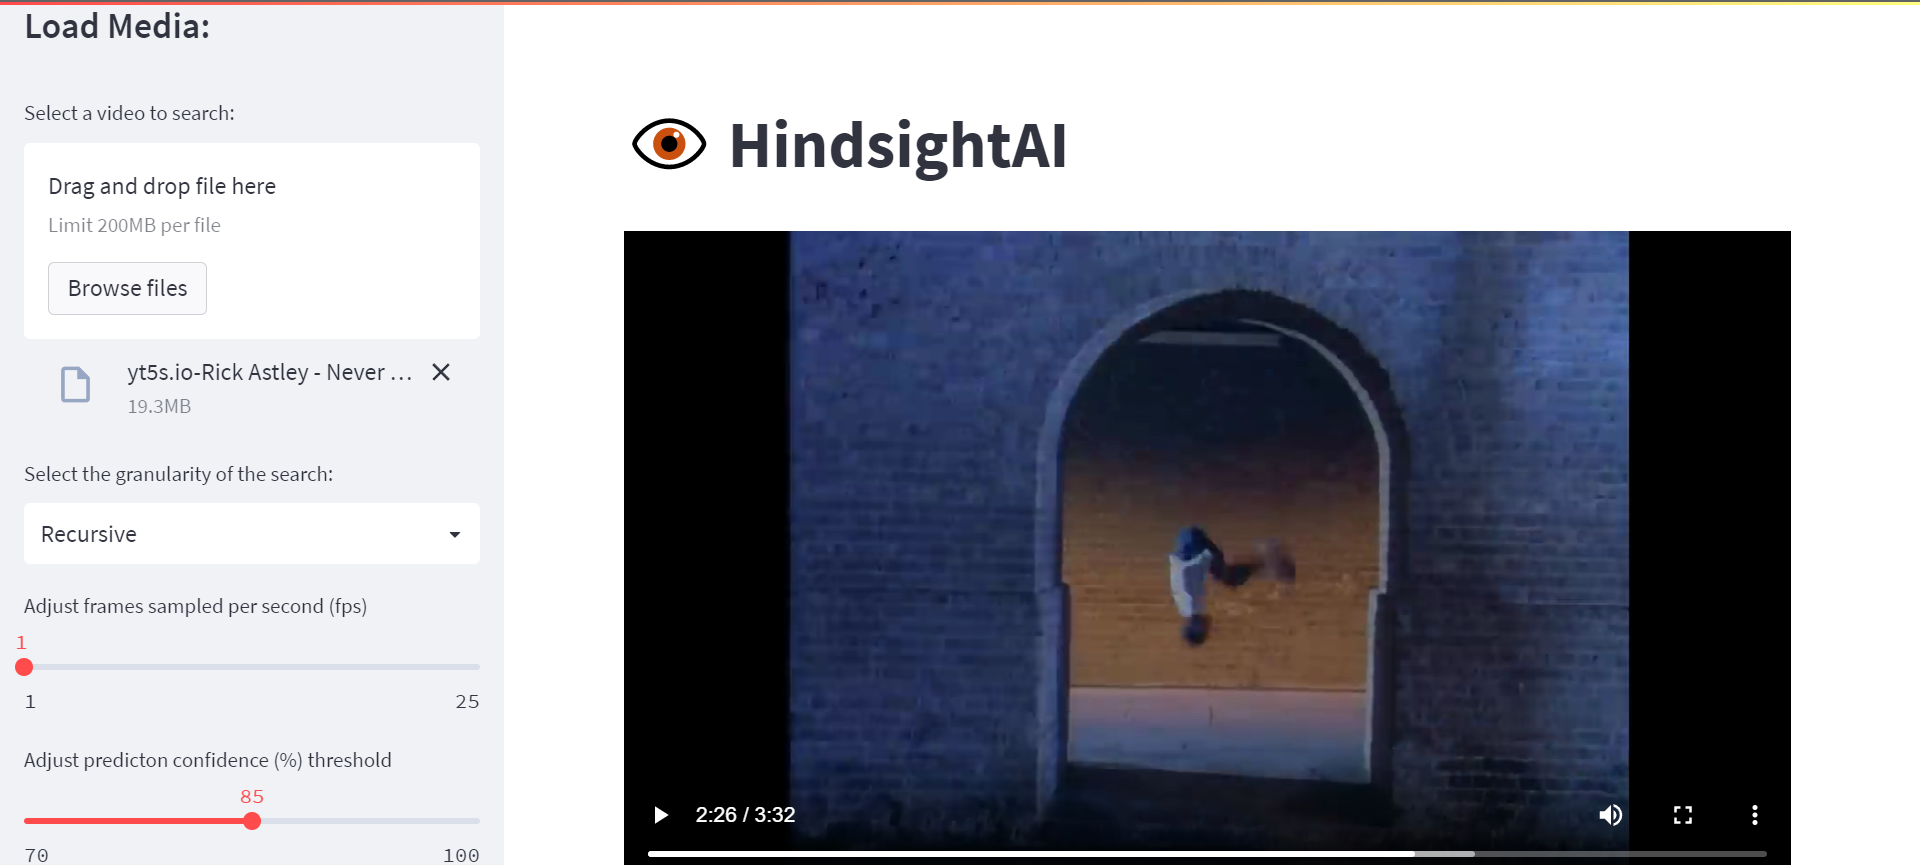 Load Media:
Select a video to search:
Drag and drop file here
Limit 200MB per file
Browse files
yt5s.io-Rick Astley - Never ...
19.3MB
Select the granularity of the search:
Recursive
Adjust frames sampled per second (fps)
1
1 25
Adjust predicton confidence (%) threshold
85
70 100
HindsightAI
2:26 / 3:32